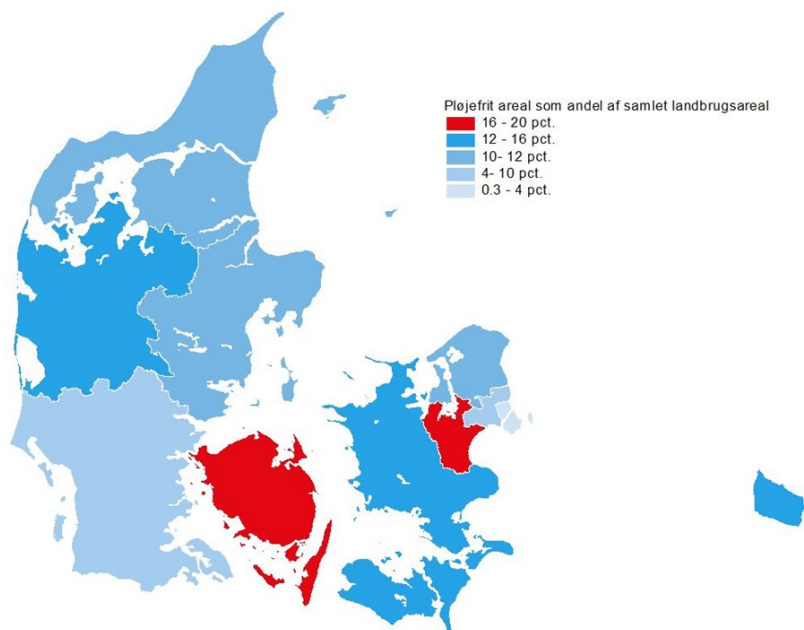 Pløjefrit areal som andel af samlet landbrugsareal
16 - 20 pct.
12 - 16 pct.
10- 12 pct.
4- 10 pct.
0.3 - 4 pct.